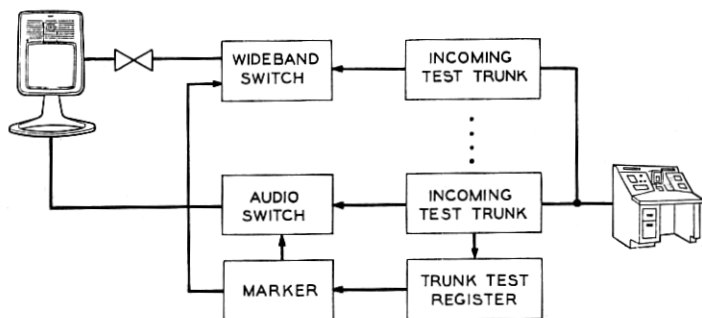 WIDEBAND
SWITCH
INCOMING
TEST TRUNK
AUDIO
SWITCH
INCOMING
TEST TRUNK
MARKER
TRUNK TEST
REGISTER